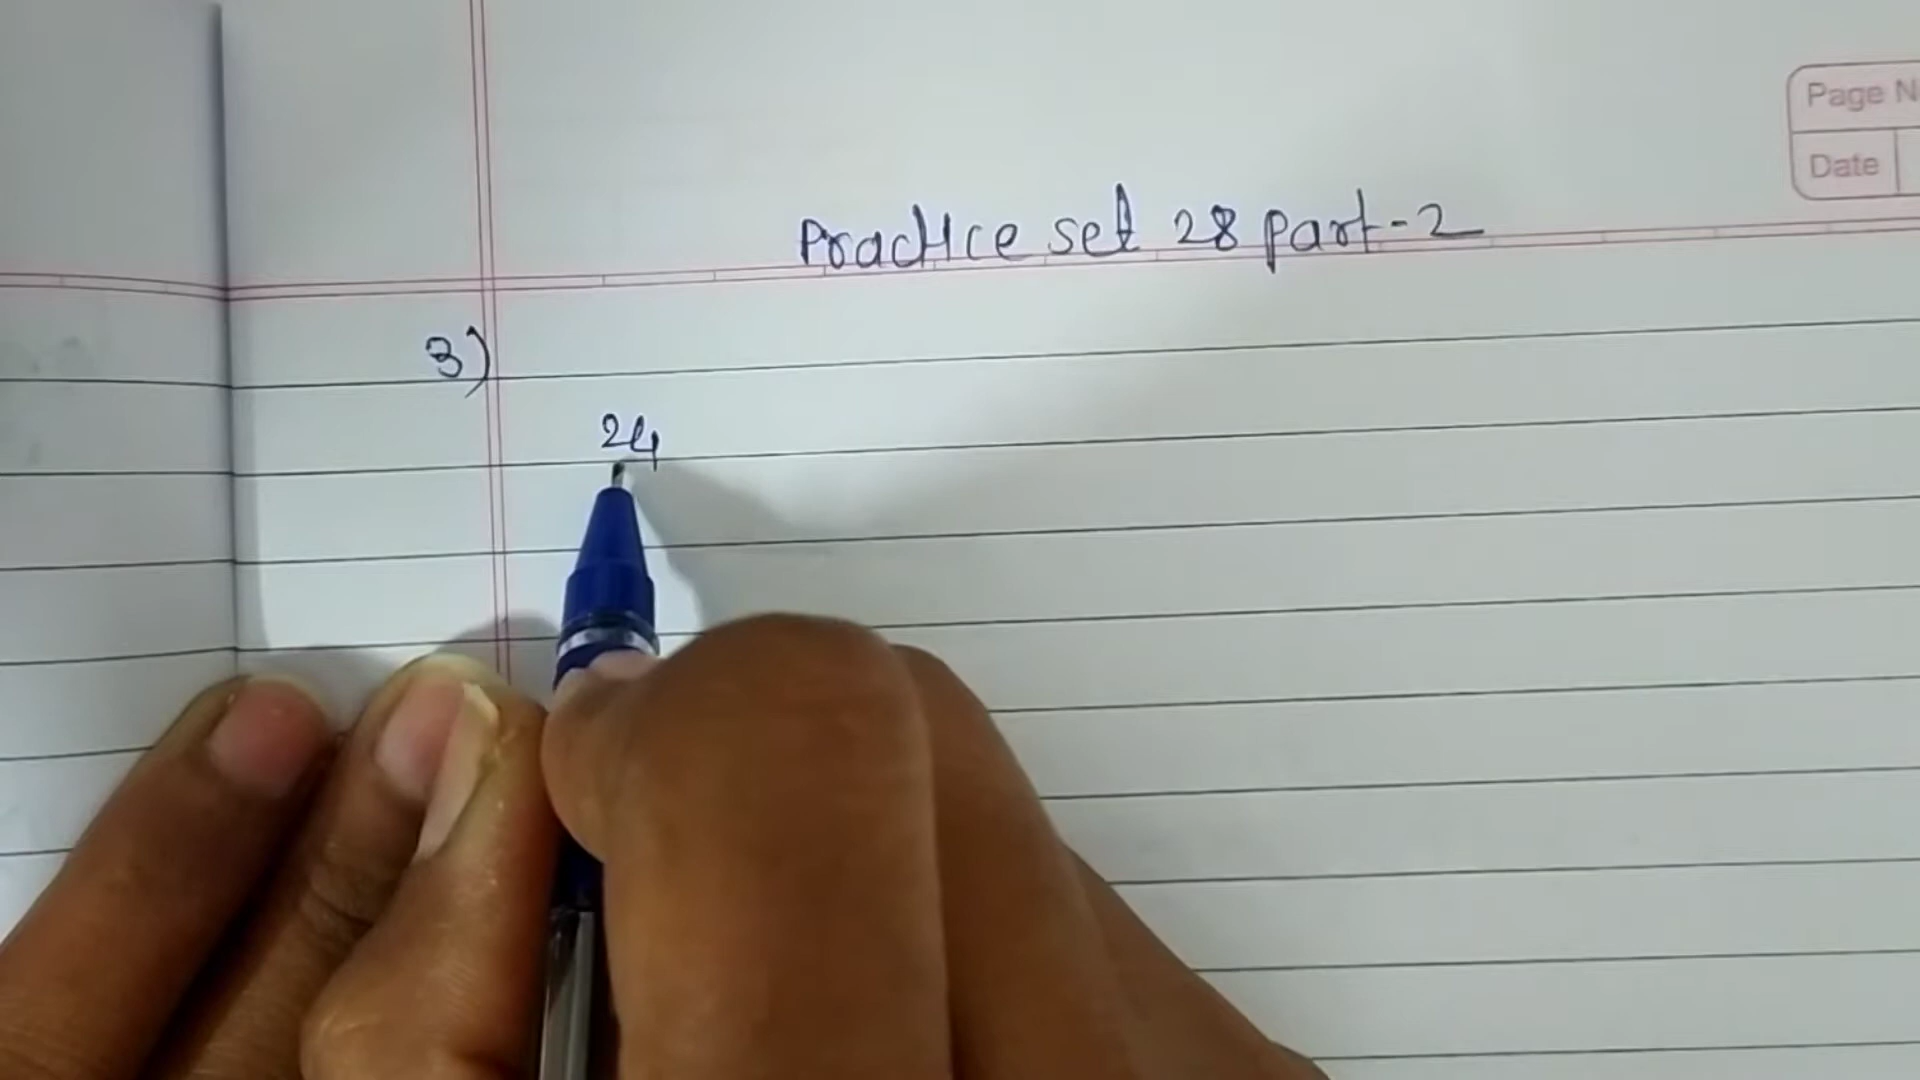 Page N
Date
Practice set 28 part-2
3)
24